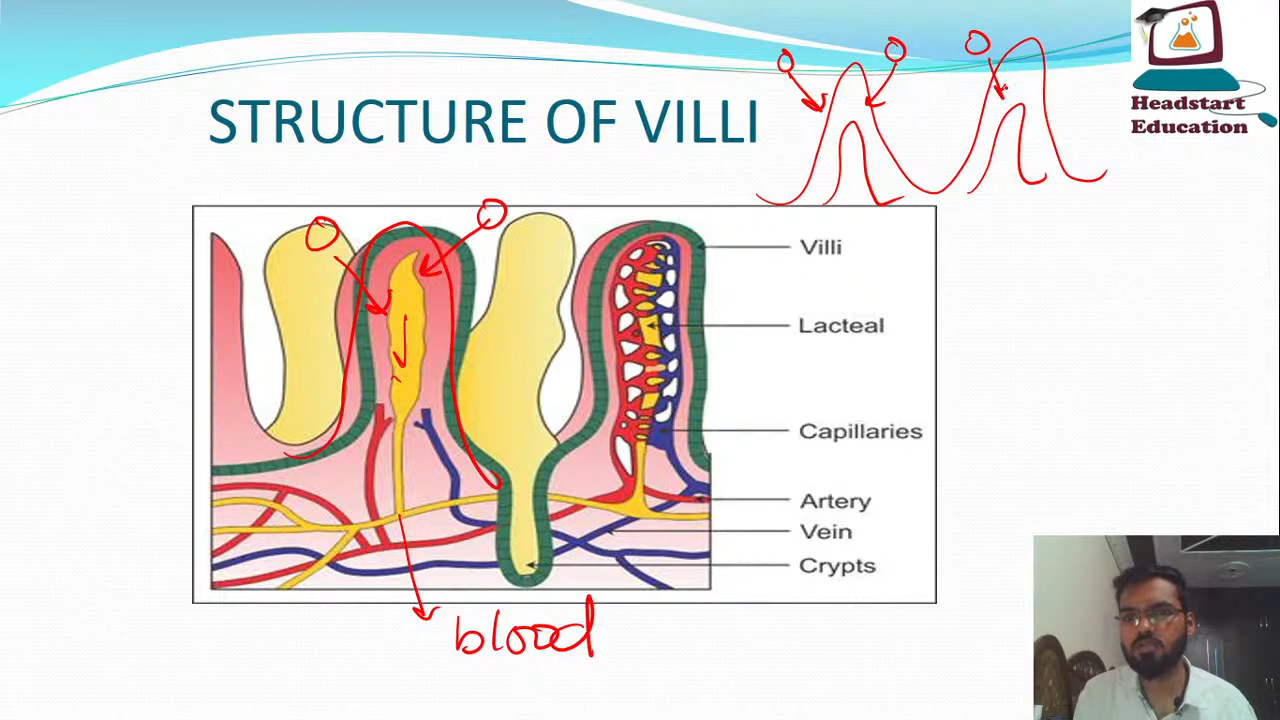 Headstart
Education
STRUCTURE OF VILLI
Villi
Lacteal
Capillaries
Artery
Vein
Crypts
blood